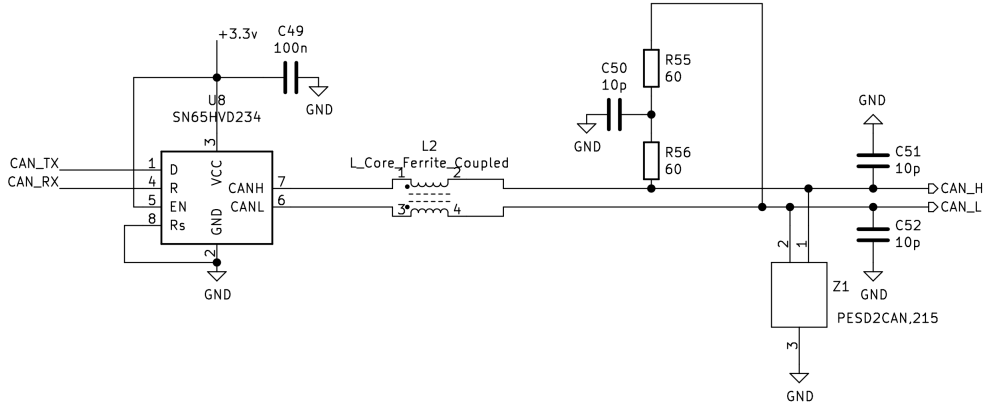 +3.3v
C49
100n
GND
U8
SN65HVD234
3
VCC
CAN_TX
1
D
CAN_RX
4
R
5
EN
8
Rs
CANH
7
CANL
6
GND
2
GND
L2
L_Core_Ferrite_Coupled
1
2
3
4
C50
10p
GND
R55
60
R56
60
GND
C51
10p
CAN_H
CAN_L
C52
10p
GND
2
1
Z1
PESD2CAN,215
3
GND